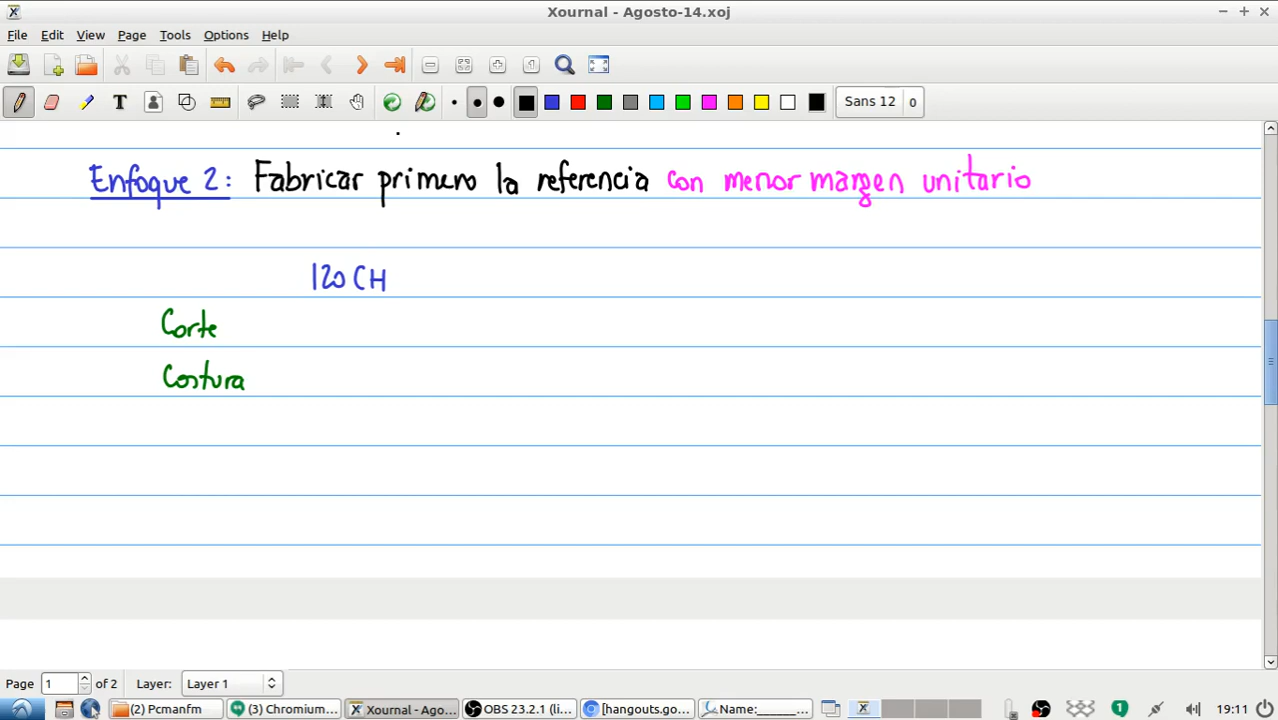 Xournal - Agosto-14.xoj
File Edit View Page Tools Options Help
Sans 12 0
Enfoque 2: Fabricar primero la referencia con menor margen unitario
120 CH
Corte
Costura
Page 1 of 2 Layer: Layer 1
(2) Pcmanfm (3) Chromium... Xournal - Ago... OBS 23.2.1 (li... [hangouts.go... Name:______... 1 19:11